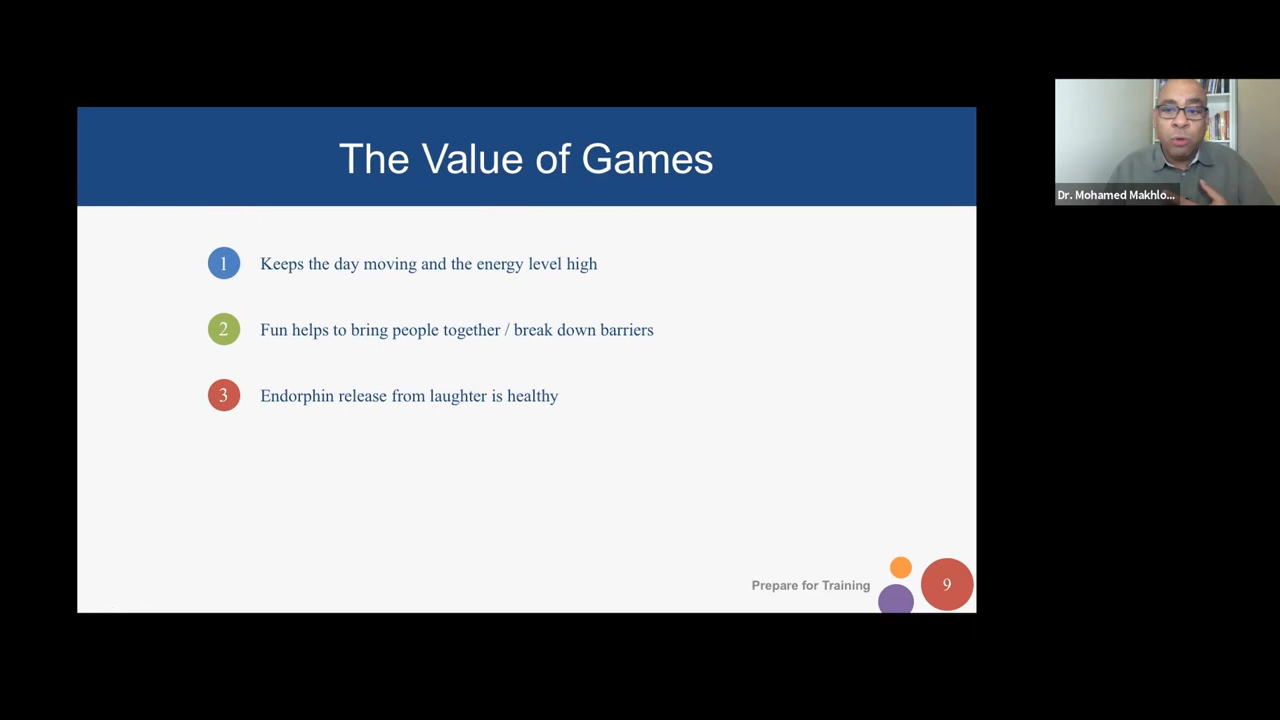 The Value of Games
1 Keeps the day moving and the energy level high
2 Fun helps to bring people together / break down barriers
3 Endorphin release from laughter is healthy
Prepare for Training
9
Dr. Mohamed Makhlo...